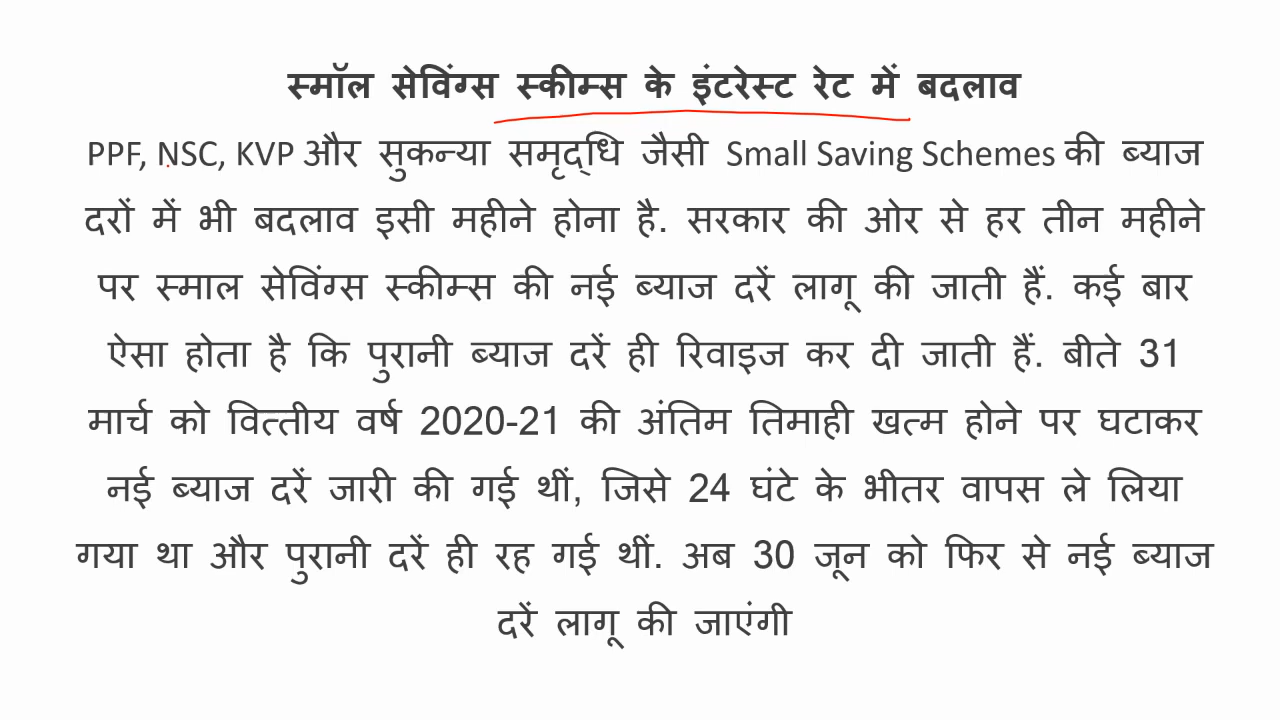 स्मॉल सेविंग्स स्कीम्स के इंटरेस्ट रेट में बदलाव
PPF, NSC, KVP और सुकन्या समृद्धि जैसी Small Saving Schemes की ब्याज
दरों में भी बदलाव इसी महीने होना है. सरकार की ओर से हर तीन महीने
पर स्माल सेविंग्स स्कीम्स की नई ब्याज दरें लागू की जाती हैं. कई बार
ऐसा होता है कि पुरानी ब्याज दरें ही रिवाइज कर दी जाती हैं. बीते 31
मार्च को वित्तीय वर्ष 2020-21 की अंतिम तिमाही खत्म होने पर घटाकर
नई ब्याज दरें जारी की गई थीं, जिसे 24 घंटे के भीतर वापस ले लिया
गया था और पुरानी दरें ही रह गई थीं. अब 30 जून को फिर से नई ब्याज
दरें लागू की जाएंगी